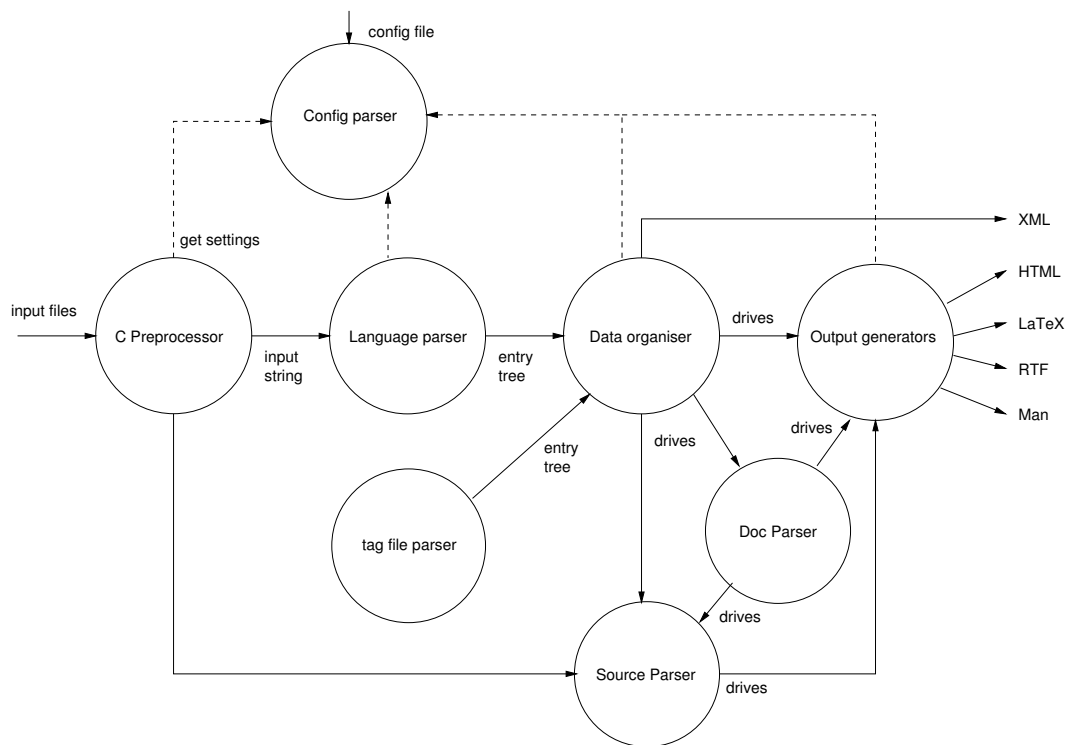 config file
Config parser
get settings
XML
HTML
input files
LaTeX
drives
C Preprocessor
Language parser
Data organiser
Output generators
input
string
entry
tree
RTF
Man
drives
drives
entry
tree
Doc Parser
tag file parser
drives
Source Parser
drives